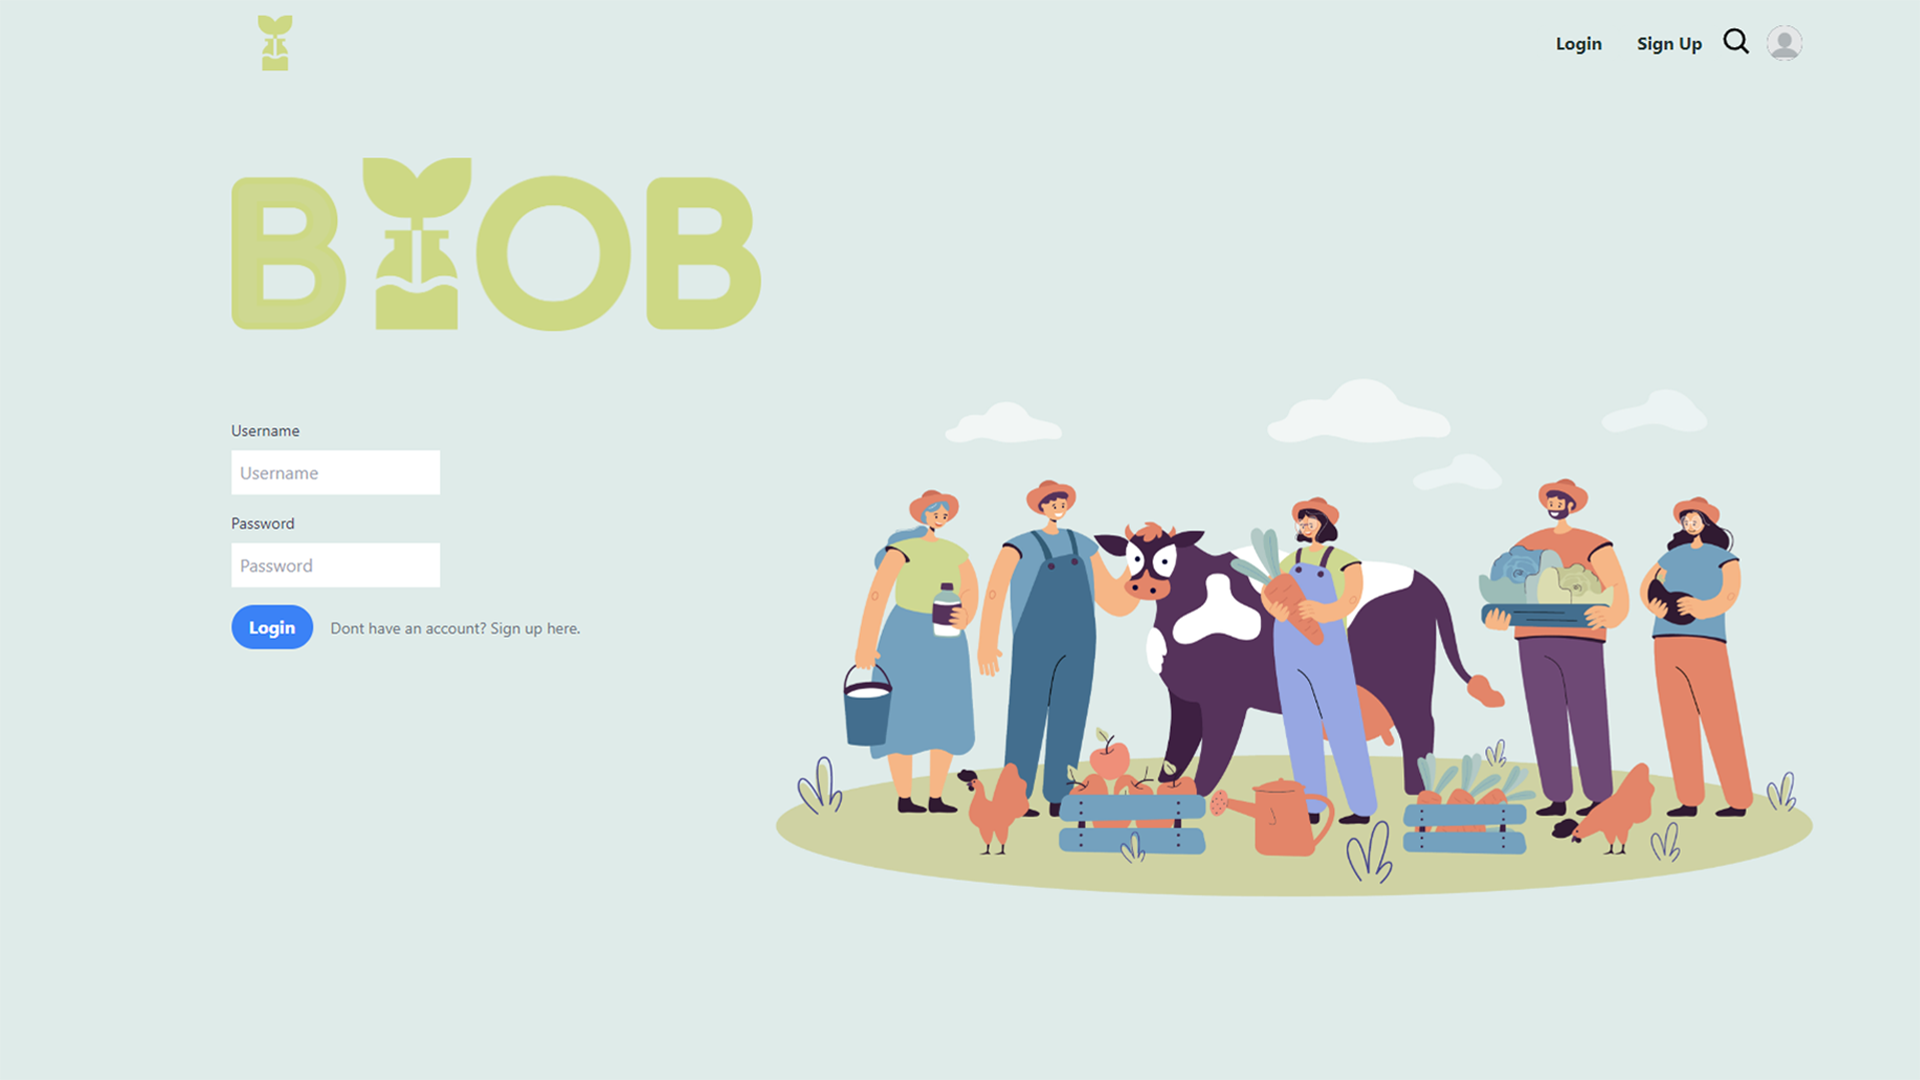 Login Sign Up
BIOB
Username
Username
Password
Password
Login Dont have an account? Sign up here.